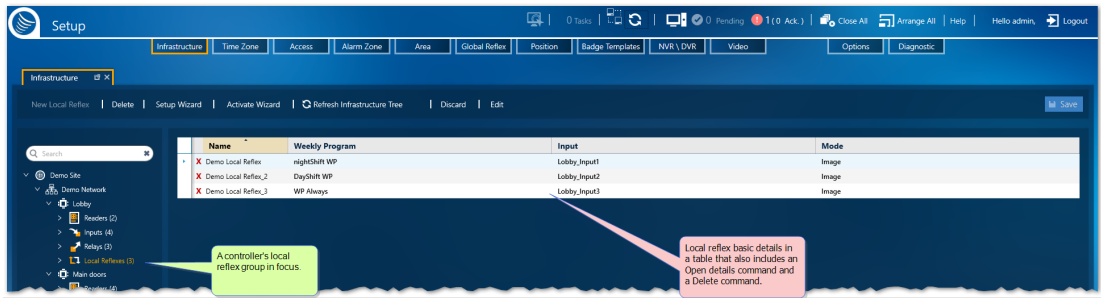 Setup
0 Tasks | | 0 Pending 1 ( 0 Ack. ) | Close All Arrange All | Help | Hello admin, Logout
Infrastructure Time Zone Access Alarm Zone Area Global Reflex Position Badge Templates NVR \ DVR Video Options Diagnostic
Infrastructure
New Local Reflex | Delete | Setup Wizard | Activate Wizard | Refresh Infrastructure Tree | Discard | Edit Save
Name Weekly Program Input Mode
Demo Local Reflex nightShift WP Lobby_Input1 Image
Demo Local Reflex_2 DayShift WP Lobby_Input2 Image
Demo Local Reflex_3 WP Always Lobby_Input3 Image
Search
Demo Site
Demo Network
Lobby
Readers (2)
Inputs (4)
Relays (3)
Local Reflexes (3)
Main doors
Readers (4)
A controller's local
reflex group in focus.
Local reflex basic details in
a table that also includes an
Open details command and
a Delete command.